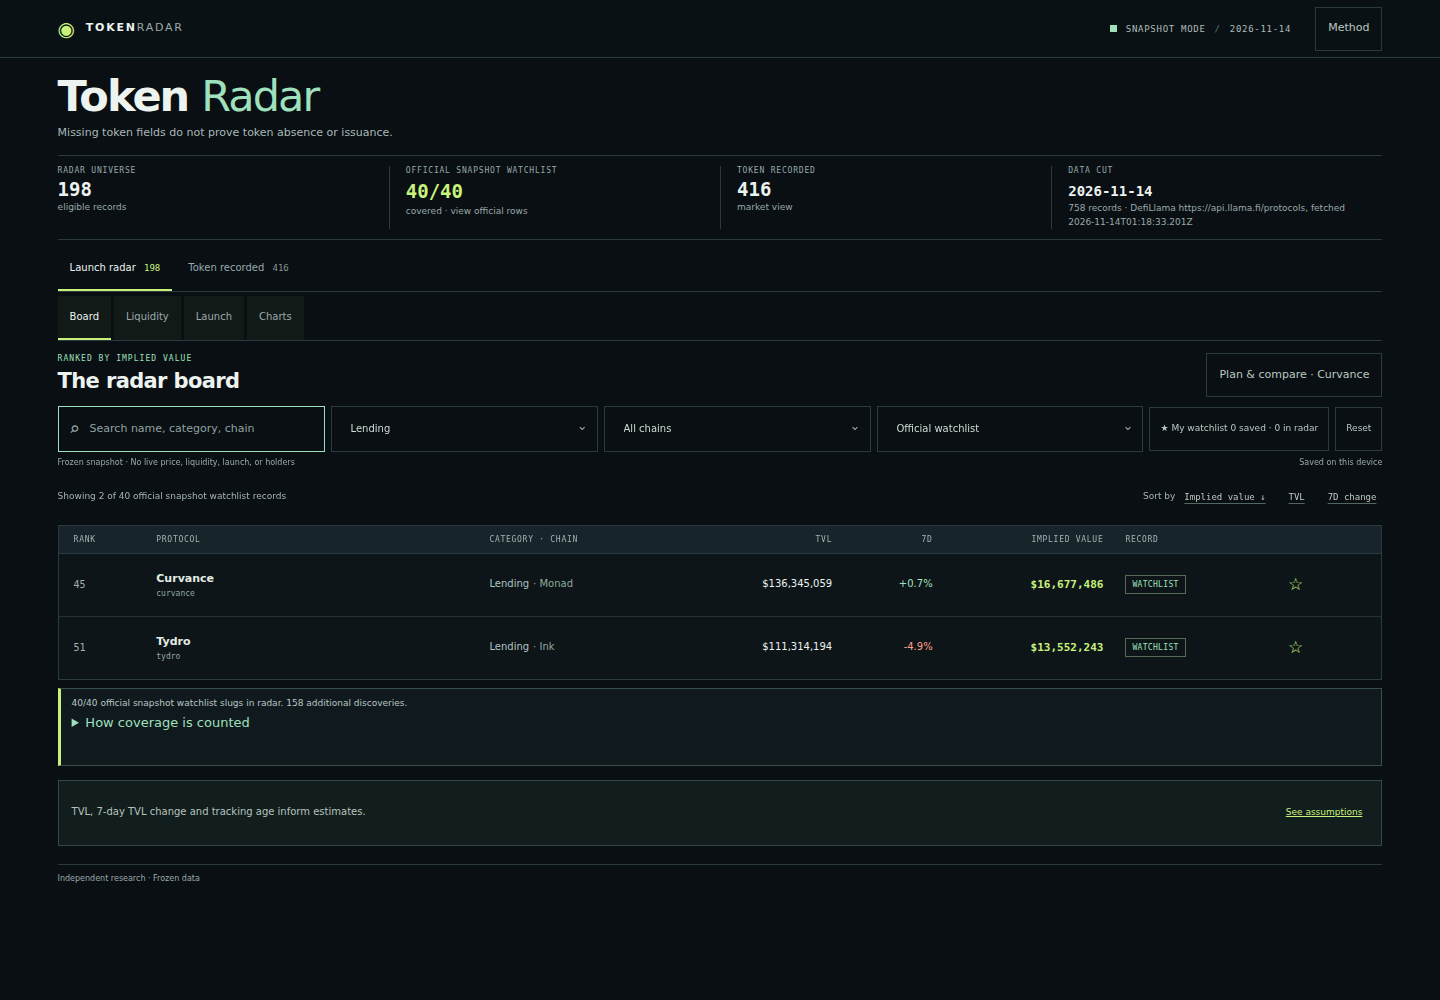 TOKENRADAR
SNAPSHOT MODE / 2026-11-14
Method
Token Radar
Missing token fields do not prove token absence or issuance.
RADAR UNIVERSE
198
eligible records
OFFICIAL SNAPSHOT WATCHLIST
40/40
covered · view official rows
TOKEN RECORDED
416
market view
DATA CUT
2026-11-14
758 records · DefiLlama https://api.llama.fi/protocols, fetched
2026-11-14T01:18:33.201Z
Launch radar 198
Token recorded 416
Board
Liquidity
Launch
Charts
RANKED BY IMPLIED VALUE
The radar board
Plan & compare · Curvance
Search name, category, chain
Lending
All chains
Official watchlist
★ My watchlist 0 saved · 0 in radar
Reset
Frozen snapshot · No live price, liquidity, launch, or holders
Saved on this device
Showing 2 of 40 official snapshot watchlist records
Sort by Implied value ↓ TVL 7D change
RANK PROTOCOL CATEGORY · CHAIN TVL 7D IMPLIED VALUE RECORD
45 Curvance Lending · Monad $136,345,059 +0.7% $16,677,486 WATCHLIST ☆
curvance
51 Tydro Lending · Ink $111,314,194 -4.9% $13,552,243 WATCHLIST ☆
tydro
40/40 official snapshot watchlist slugs in radar. 158 additional discoveries.
▶ How coverage is counted
TVL, 7-day TVL change and tracking age inform estimates.
See assumptions
Independent research · Frozen data